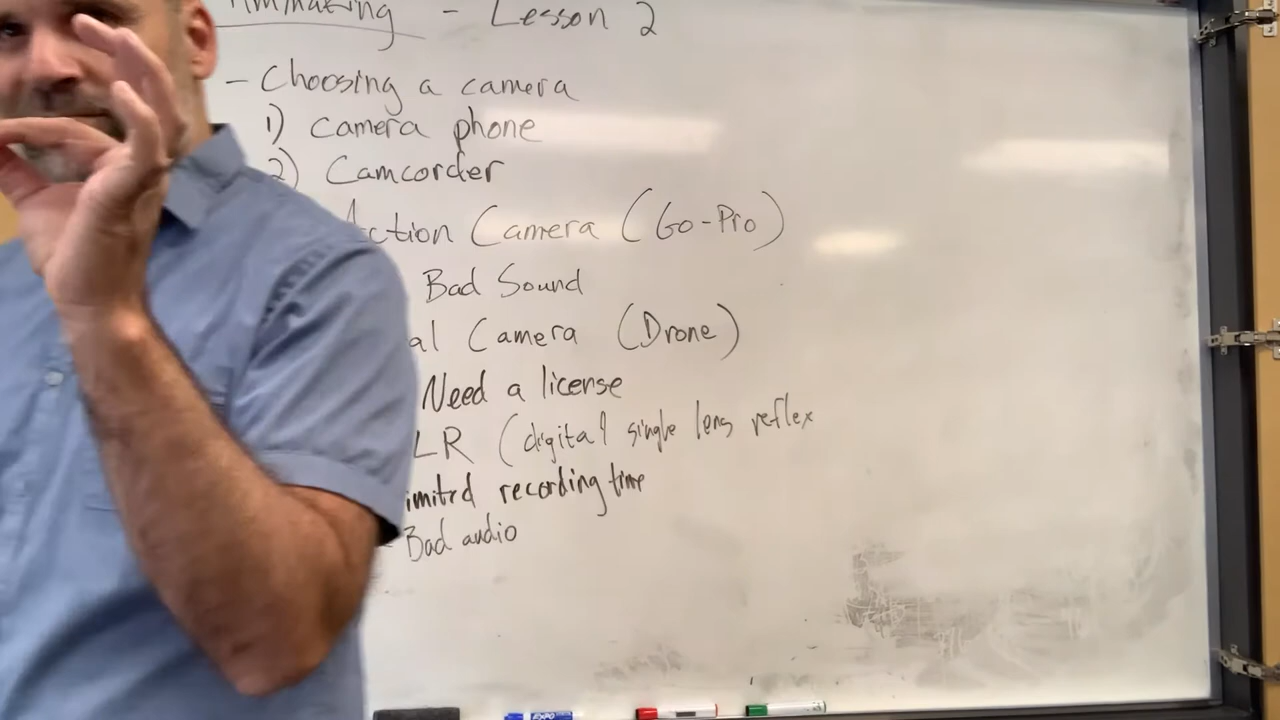 - Lesson 2
- Choosing a camera
1) Camera phone
2) Camcorder
Action Camera (Go-Pro)
Bad Sound
al Camera (Drone)
Need a license
LR (digital single lens reflex
imited recording time
- Bad audio
EXPO